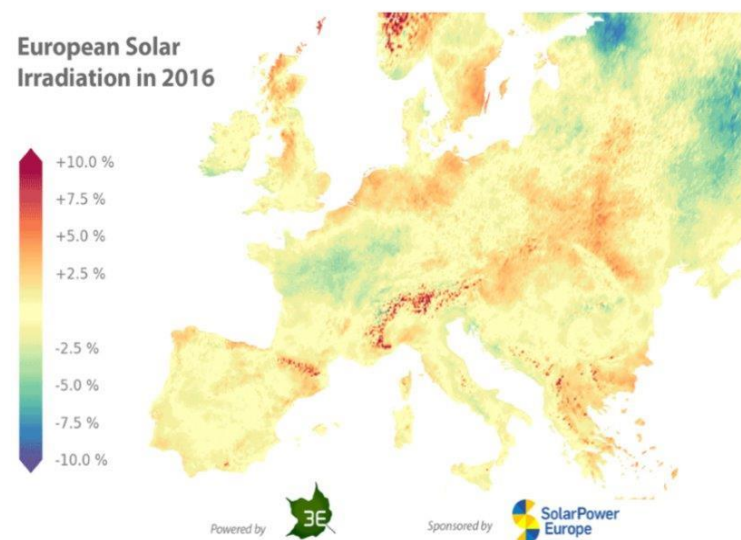 European Solar
Irradiation in 2016
+10.0 %
+7.5 %
+5.0 %
+2.5 %
-2.5 %
-5.0 %
-7.5 %
-10.0 %
Powered by
3E
Sponsored by
SolarPower
Europe